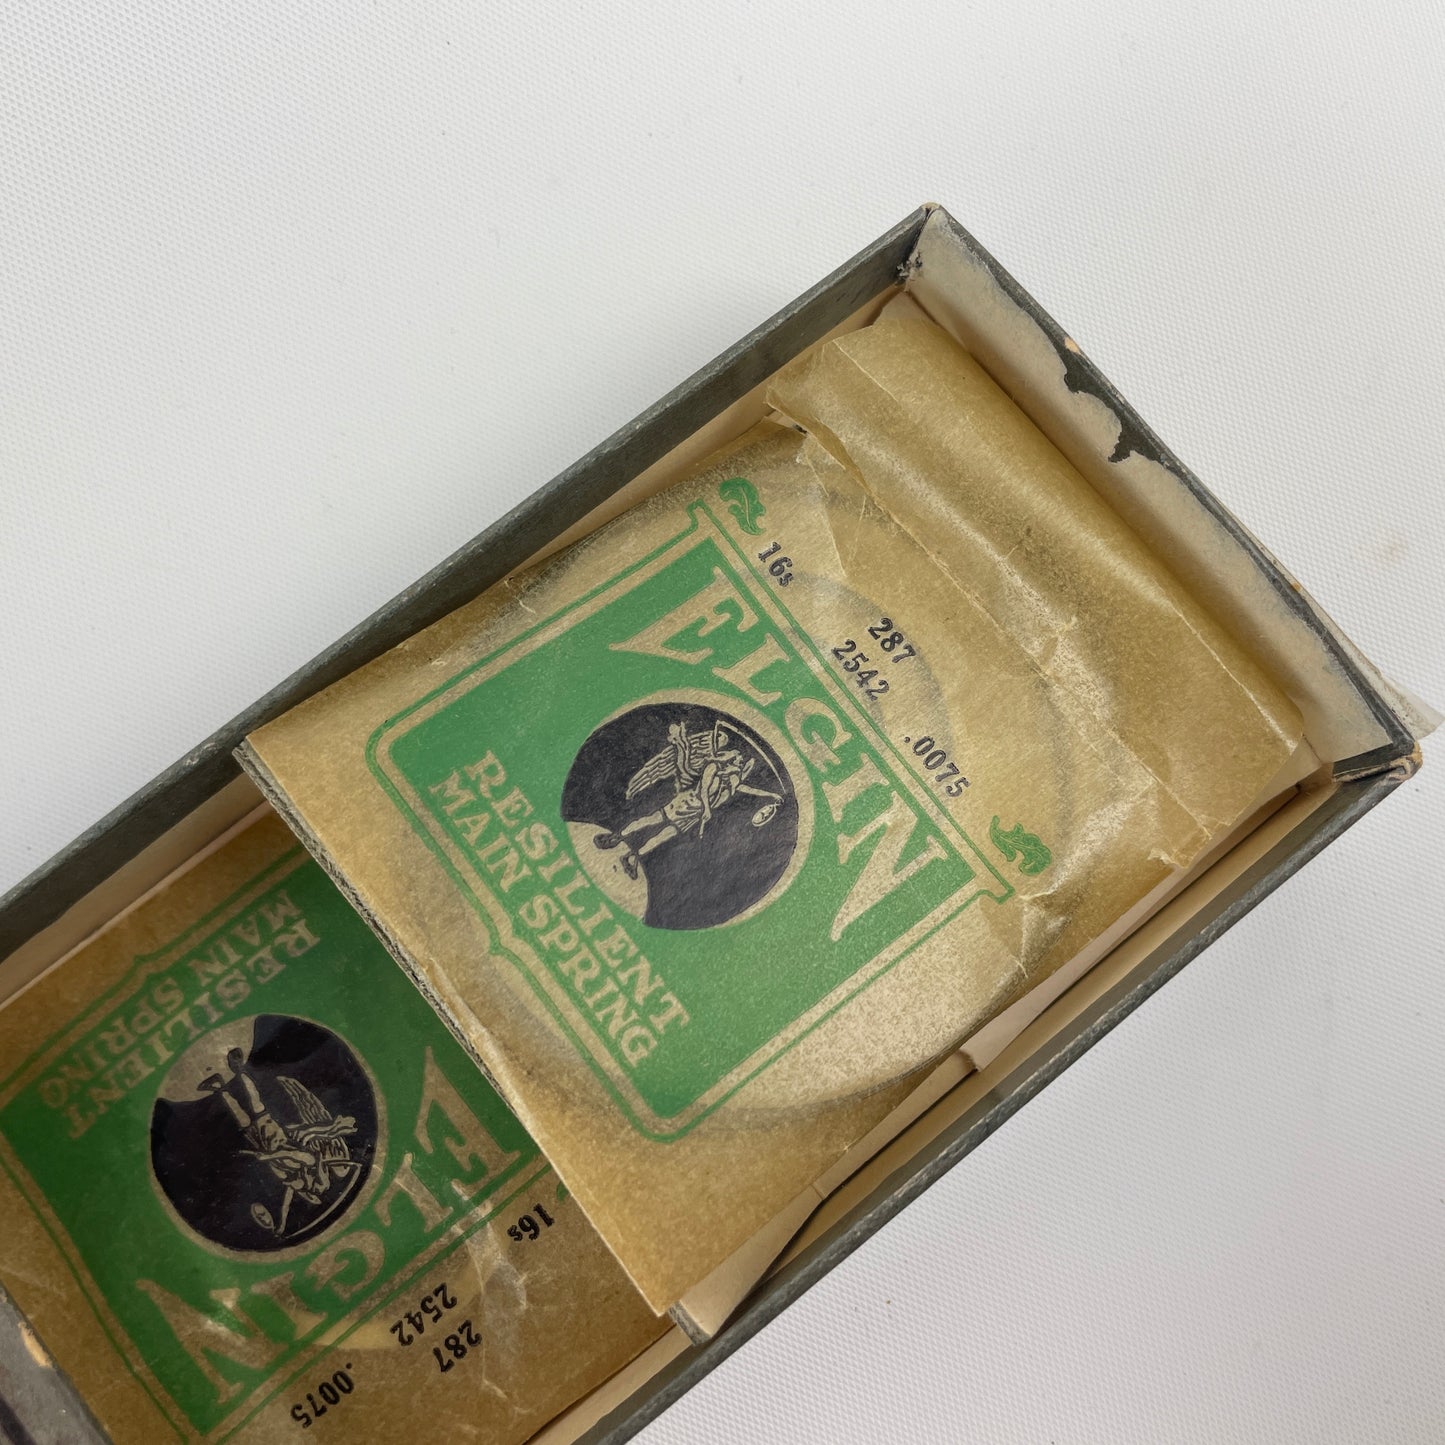 16s
287
2542
.0075
ELGIN
RESILIENT
MAIN SPRING
16s
287
2542
.0075
ELGIN
RESILIENT
MAIN SPRING